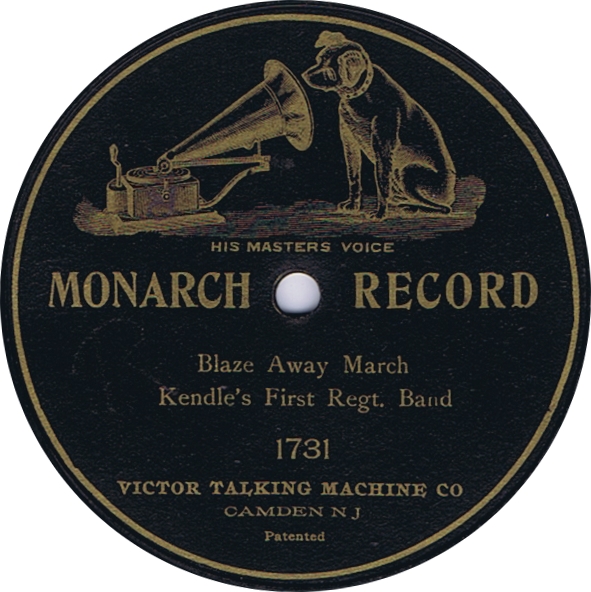 HIS MASTERS VOICE
MONARCH RECORD
Blaze Away March
Kendle's First Regt. Band
1731
VICTOR TALKING MACHINE CO
CAMDEN N J
Patented